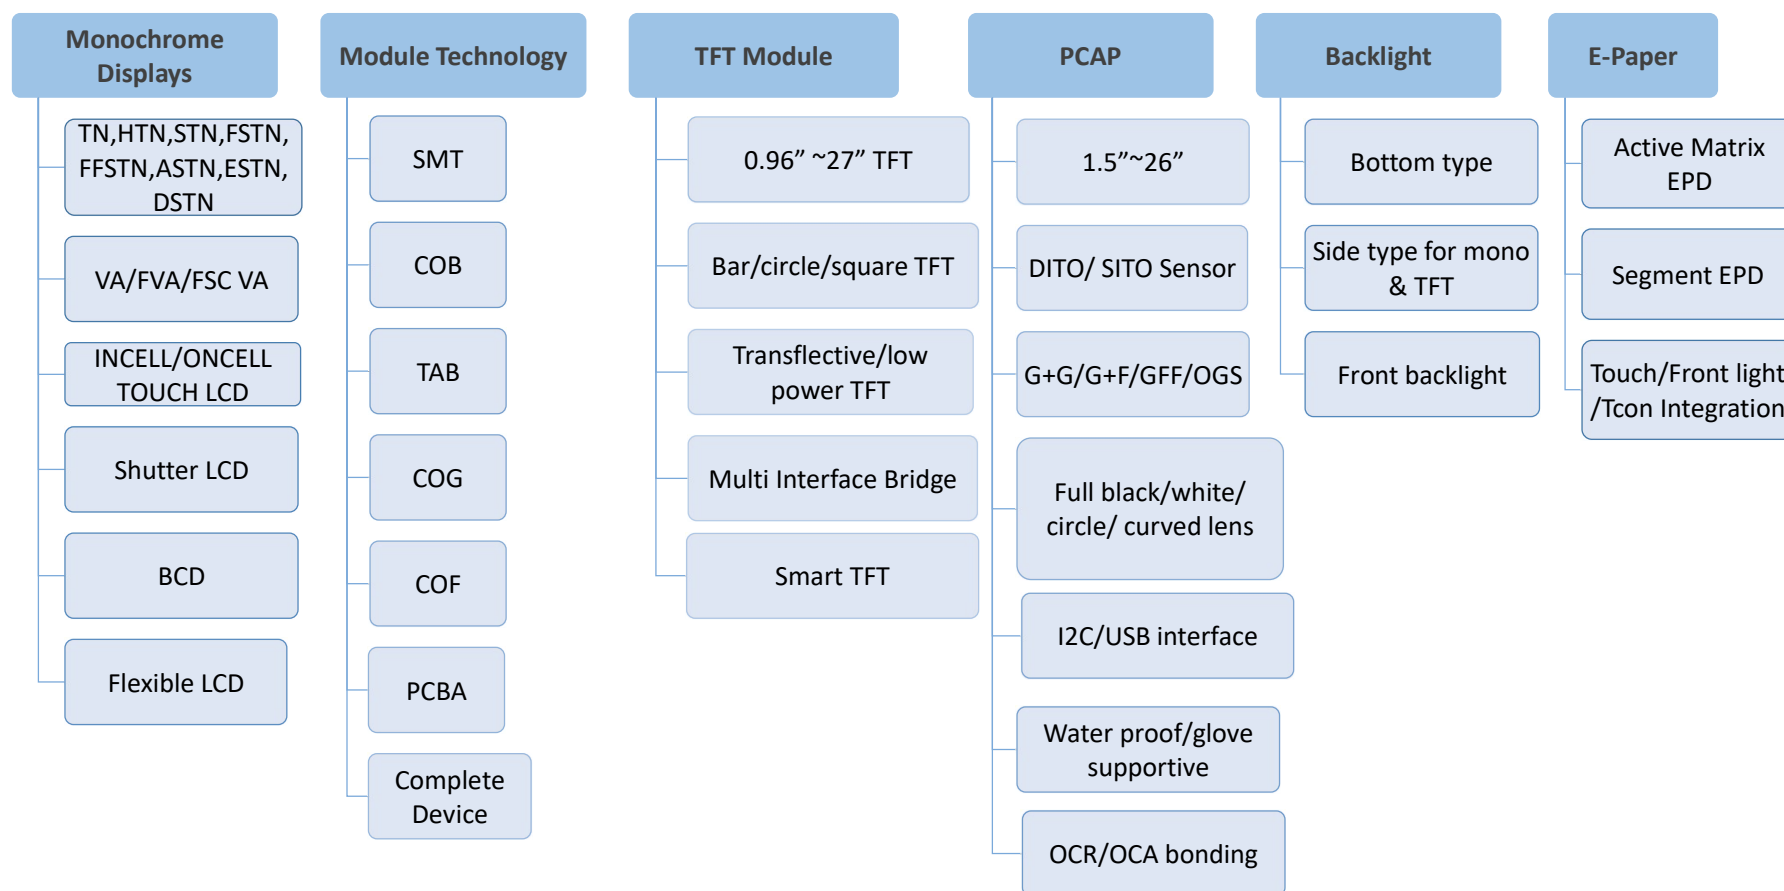 Monochrome
Displays
TN,HTN,STN,FSTN,
FFSTN,ASTN,ESTN,
DSTN
VA/FVA/FSC VA
INCELL/ONCELL
TOUCH LCD
Shutter LCD
BCD
Flexible LCD
Module Technology
SMT
COB
TAB
COG
COF
PCBA
Complete
Device
TFT Module
0.96” ~27” TFT
Bar/circle/square TFT
Transflective/low
power TFT
Multi Interface Bridge
Smart TFT
PCAP
1.5”~26”
DITO/ SITO Sensor
G+G/G+F/GFF/OGS
Full black/white/
circle/ curved lens
I2C/USB interface
Water proof/glove
supportive
OCR/OCA bonding
Backlight
Bottom type
Side type for mono
& TFT
Front backlight
E-Paper
Active Matrix
EPD
Segment EPD
Touch/Front light
/Tcon Integration